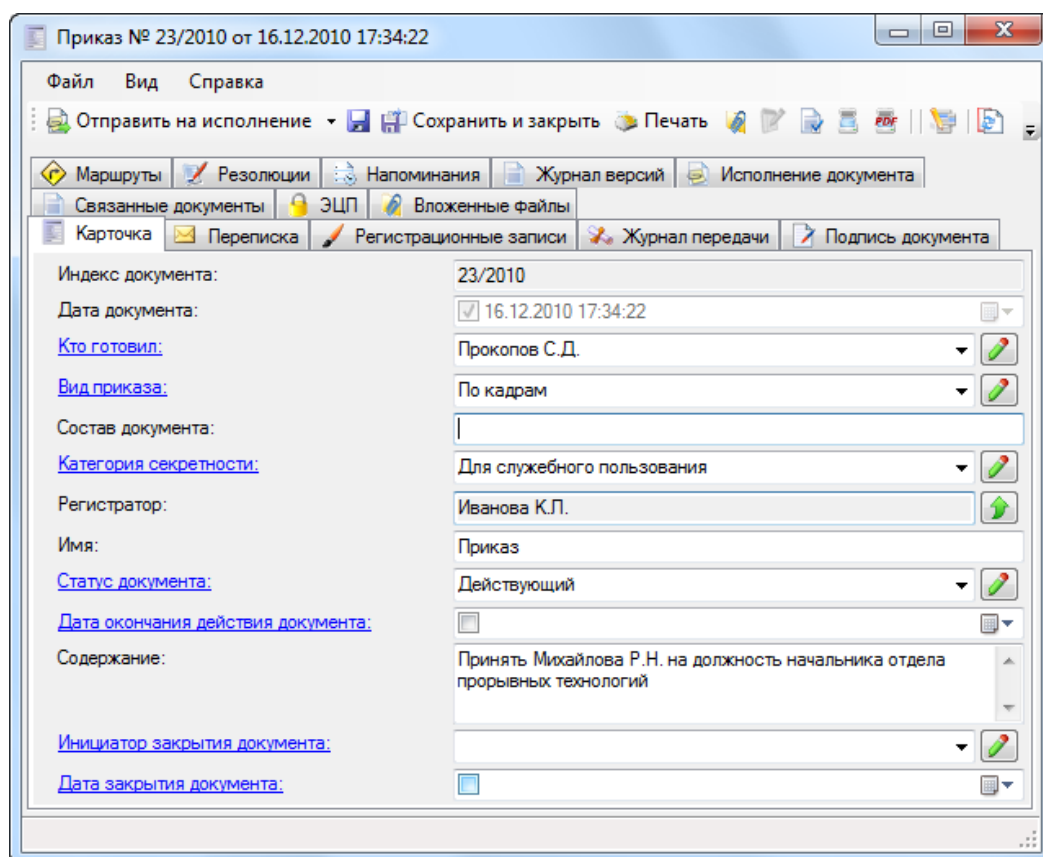 Приказ № 23/2010 от 16.12.2010 17:34:22
Файл Вид Справка
Отправить на исполнение Сохранить и закрыть Печать PDF
Маршруты Резолюции Напоминания Журнал версий Исполнение документа
Связанные документы ЭЦП Вложенные файлы
Карточка Переписка Регистрационные записи Журнал передачи Подпись документа
Индекс документа: 23/2010
Дата документа: 16.12.2010 17:34:22
Кто готовил: Прокопов С.Д.
Вид приказа: По кадрам
Состав документа:
Категория секретности: Для служебного пользования
Регистратор: Иванова К.П.
Имя: Приказ
Статус документа: Действующий
Дата окончания действия документа:
Содержание: Принять Михайлова Р.Н. на должность начальника отдела
прорывных технологий
Инициатор закрытия документа:
Дата закрытия документа: